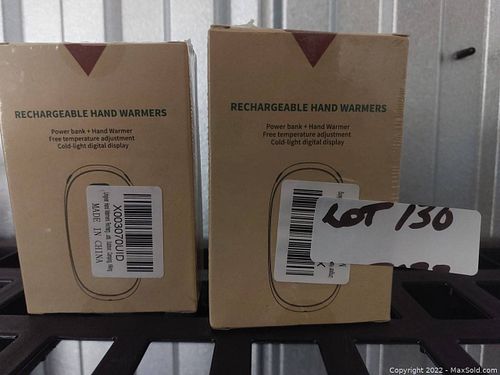 RECHARGEABLE HAND WARMERS
Power bank + Hand Warmer
Free temperature adjustment
Cold-light digital display
X003070UID
MADE IN CHINA
RECHARGEABLE HAND WARMERS
Power bank + Hand Warmer
Free temperature adjustment
Cold-light digital display
LOT 130
Copyright 2022 - MaxSold.com